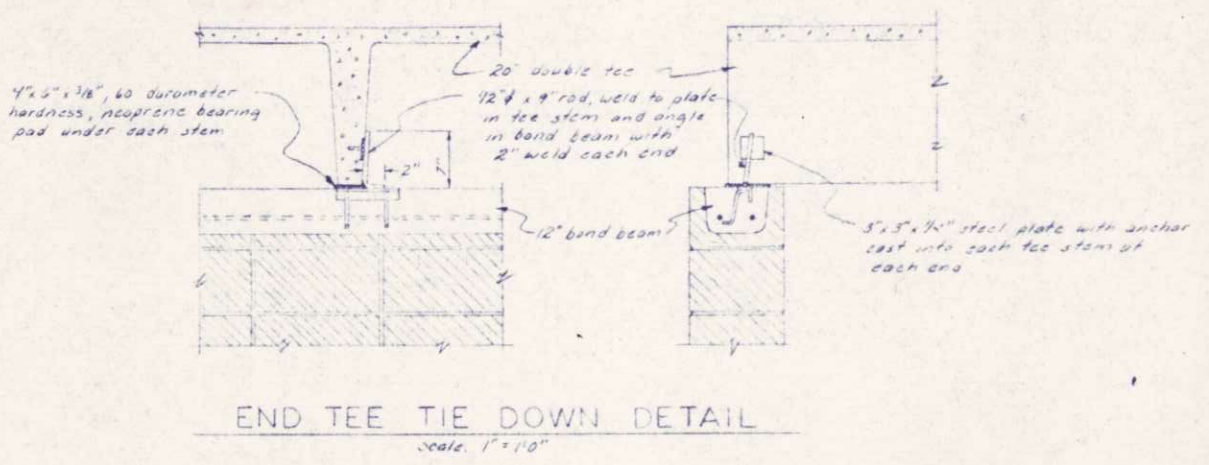 4"x 6"x 3/8", 60 durometer
hardness, neoprene bearing
pad under each stem
20" double tee
1/2"ϕ x 9" rod, weld to plate
in tee stem and angle
in bond beam with
2" weld each end
2"
7"
12" bond beam
3"x 3"x 1/4" steel plate with anchor
cast into each tee stem at
each end
END TEE TIE DOWN DETAIL
scale: 1" = 1'0"